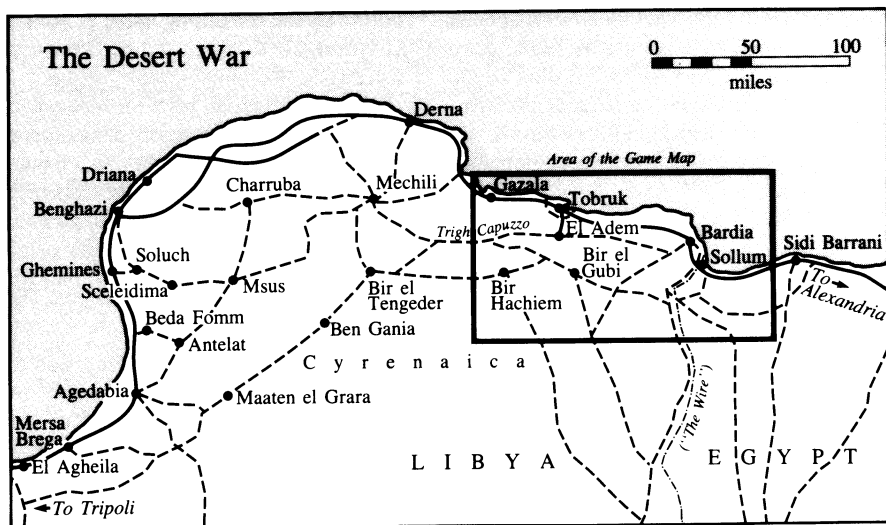 The Desert War
0 50 100
miles
Derna
Area of the Game Map
Driana
Charruba
Mechili
Gazala
Benghazi
Tobruk
Trigh Capuzzo
El Adem
Bardia
Soluch
Sollum
Sidi Barrani
Ghemines
Bir el
Gubi
Sceleidima
Msus
Bir el
Tengeder
Bir
Hachiem
To
Alexandria
Beda Fomm
Ben Gania
Antelat
Cyrenaica
Agedabia
Maaten el Grara
("The Wire")
Mersa
Brega
El Agheila
LIBYA
EGYPT
To Tripoli